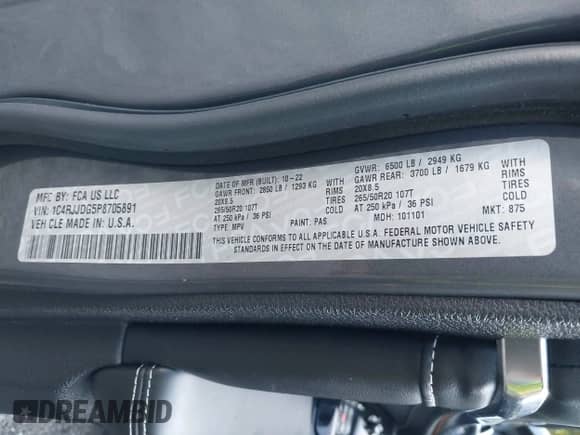 MFG BY: FCA US LLC
VIN: 1C4RJJDG5P8705891
VEHICLE MADE IN: U.S.A.
DATE OF MFR (BUILT): 10-22
GAWR FRONT: 2850 LB / 1293 KG WITH
20X8.5 RIMS
265/50R20 107T TIRES
AT 250 kPa / 36 PSI COLD
TYPE: MPV PAINT: PAS
GVWR: 6500 LB / 2949 KG
GAWR REAR: 3700 LB / 1679 KG WITH
20X8.5 RIMS
265/50R20 107T TIRES
AT 250 kPa / 36 PSI COLD
MDH: 101101 MKT: 875
THIS VEHICLE CONFORMS TO ALL APPLICABLE U.S.A. FEDERAL MOTOR VEHICLE SAFETY
STANDARDS IN EFFECT ON THE DATE OF MANUFACTURE SHOWN ABOVE.
DREAMBID